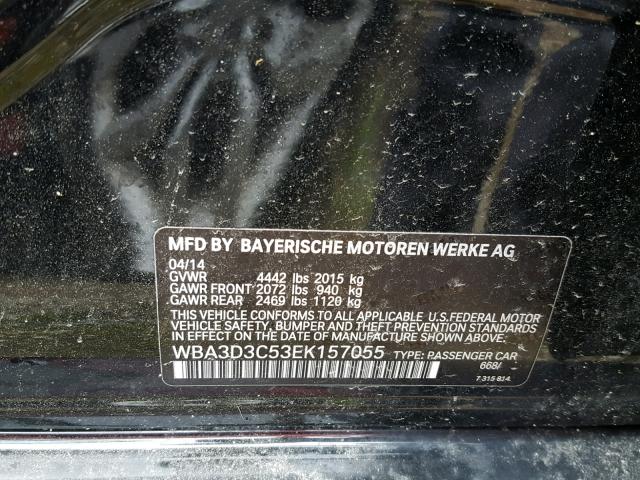 MFD BY BAYERISCHE MOTOREN WERKE AG
04/14
GVWR 4442 lbs 2015 kg
GAWR FRONT 2072 lbs 940 kg
GAWR REAR 2469 lbs 1120 kg
THIS VEHICLE CONFORMS TO ALL APPLICABLE U.S.FEDERAL MOTOR
VEHICLE SAFETY, BUMPER AND THEFT PREVENTION STANDARDS
IN EFFECT ON THE DATE OF MANUFACTURE SHOWN ABOVE.
WBA3D3C53EK157055 TYPE: PASSENGER CAR
668/
7 315 814